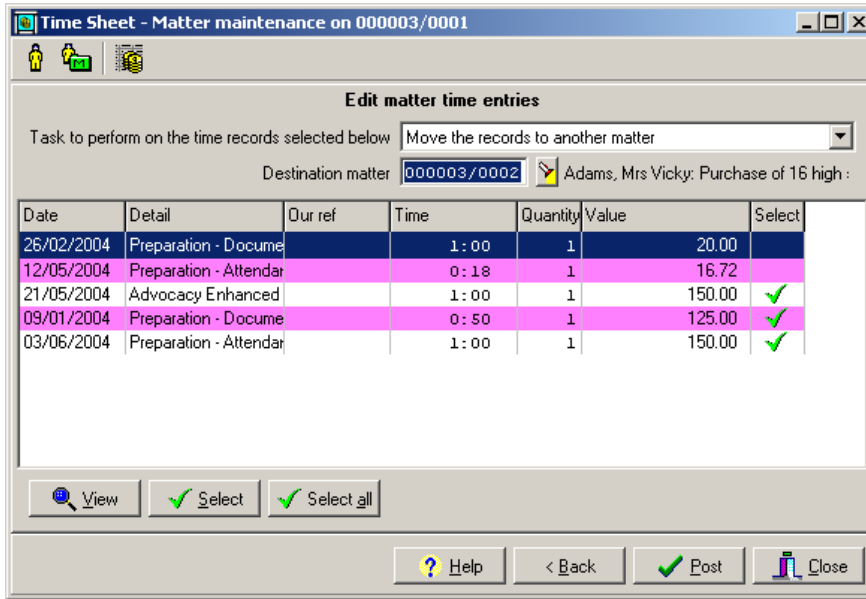 Time Sheet - Matter maintenance on 000003/0001
M
Edit matter time entries
Task to perform on the time records selected below Move the records to another matter
Destination matter 000003/0002 Adams, Mrs Vicky: Purchase of 16 high :
Date Detail Our ref Time Quantity Value Select
26/02/2004 Preparation - Docume 1:00 1 20.00
12/05/2004 Preparation - Attendar 0:18 1 16.72
21/05/2004 Advocacy Enhanced 1:00 1 150.00
09/01/2004 Preparation - Docume 0:50 1 125.00
03/06/2004 Preparation - Attendar 1:00 1 150.00
View Select Select all
? Help < Back Post Close